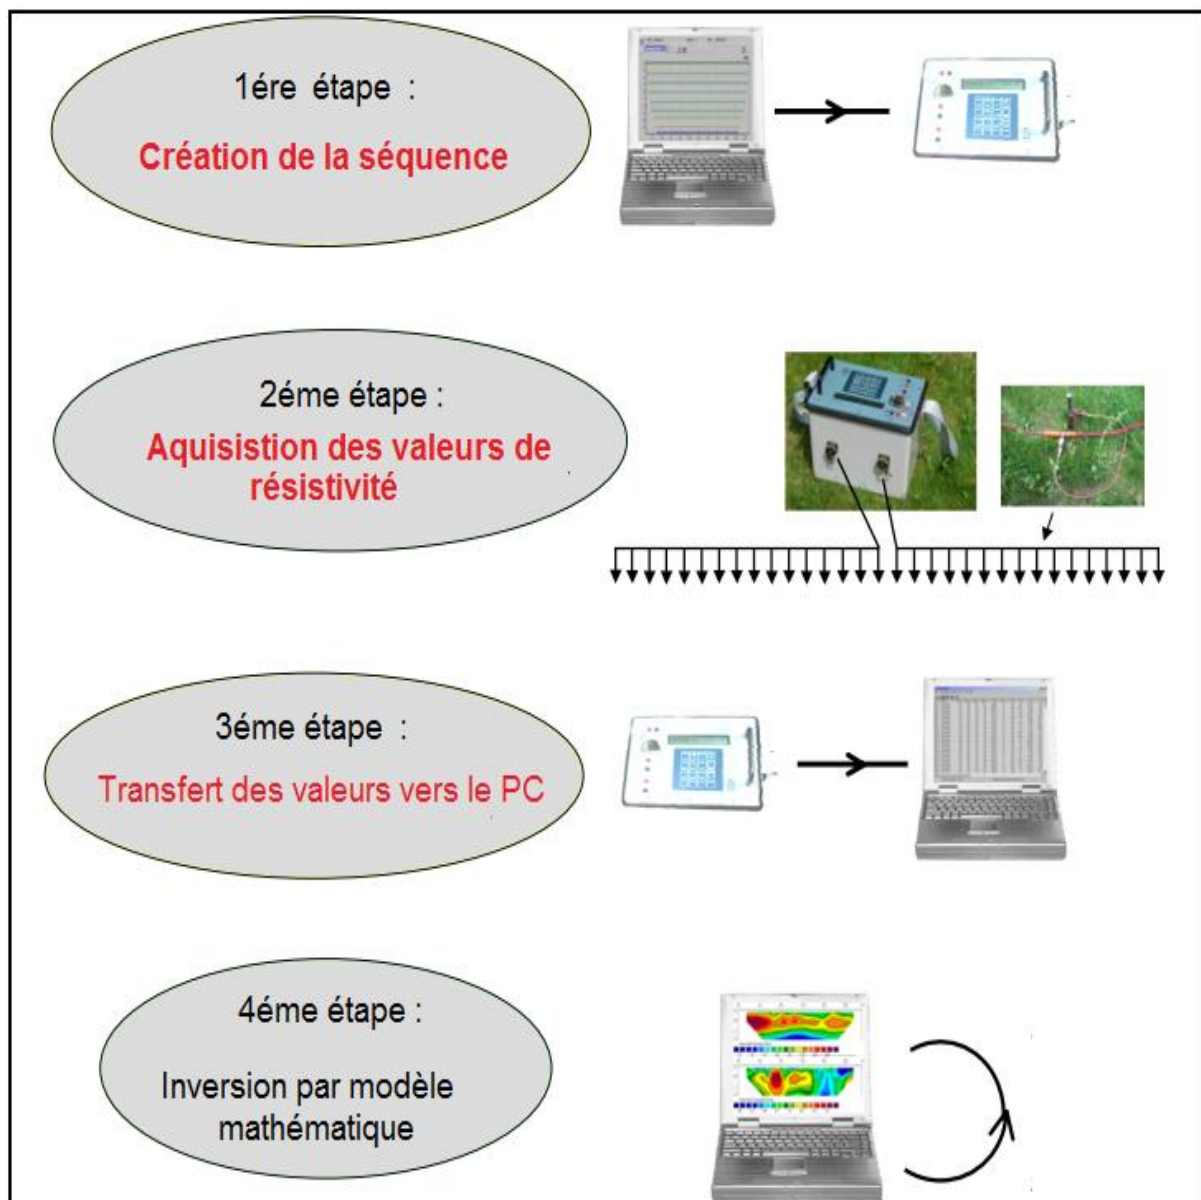 1ére étape :
Création de la séquence
2éme étape :
Aquisistion des valeurs de
résistivité
3éme étape :
Transfert des valeurs vers le PC
4éme étape :
Inversion par modèle
mathématique